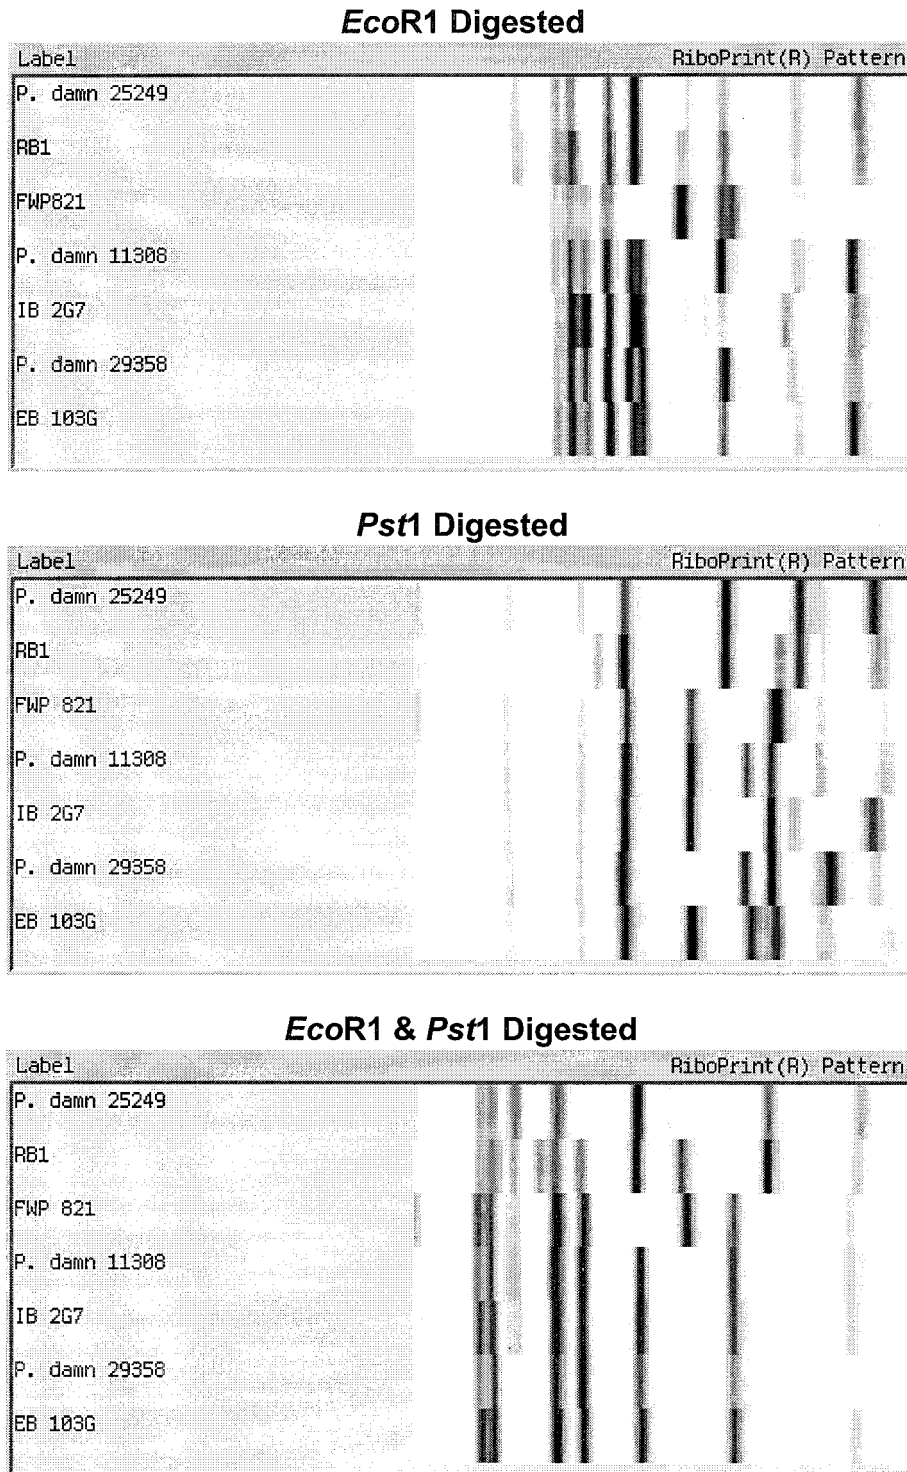 EcoR1 Digested
Label RiboPrint(R) Pattern
P. damn 25249
RB1
FWP821
P. damn 11308
IB 2G7
P. damn 29358
EB 103G
Pst1 Digested
Label RiboPrint(R) Pattern
P. damn 25249
RB1
FWP 821
P. damn 11308
IB 2G7
P. damn 29358
EB 103G
EcoR1 & Pst1 Digested
Label RiboPrint(R) Pattern
P. damn 25249
RB1
FWP 821
P. damn 11308
IB 2G7
P. damn 29358
EB 103G